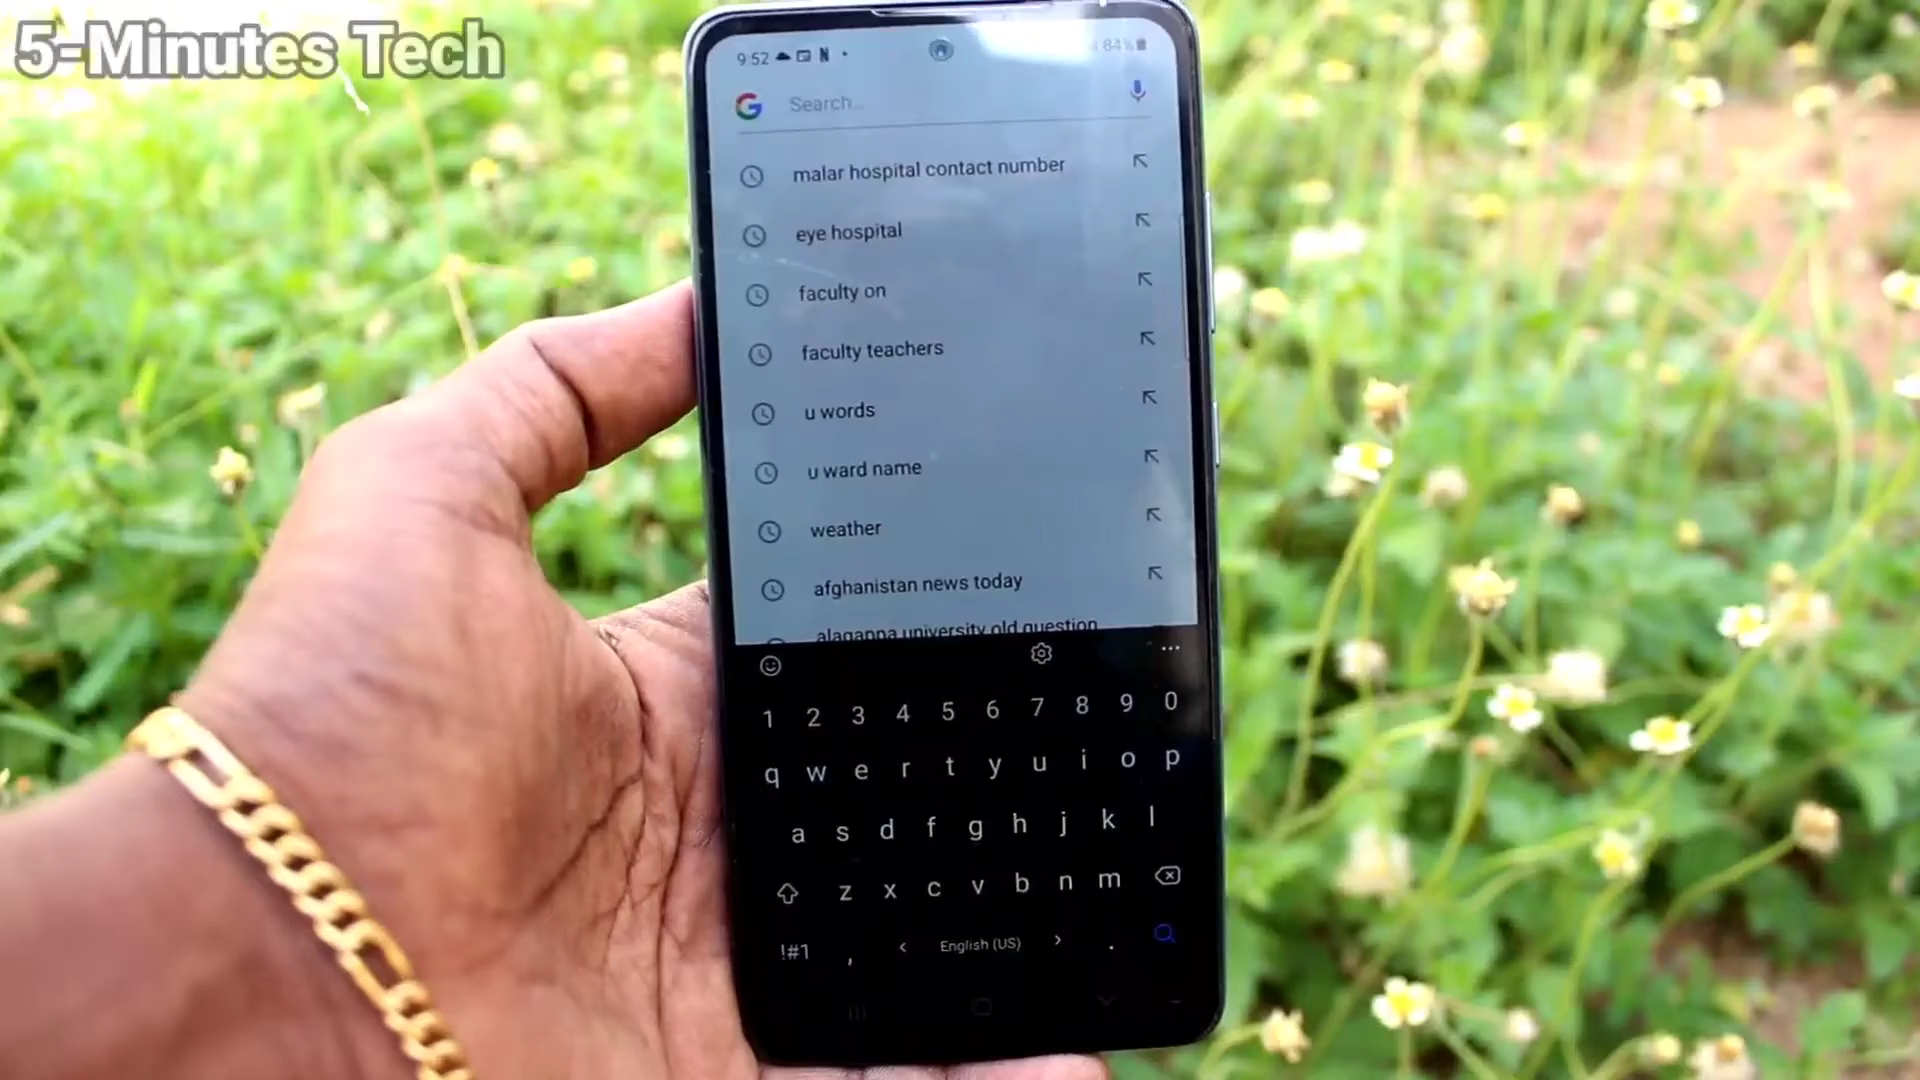 5-Minutes Tech
9:52 84%
Search...
malar hospital contact number
eye hospital
faculty on
faculty teachers
u words
u ward name
weather
afghanistan news today
alagappa university old question
1 2 3 4 5 6 7 8 9 0
q w e r t y u i o p
a s d f g h j k l
z x c v b n m
!#1 , < English (US) > .